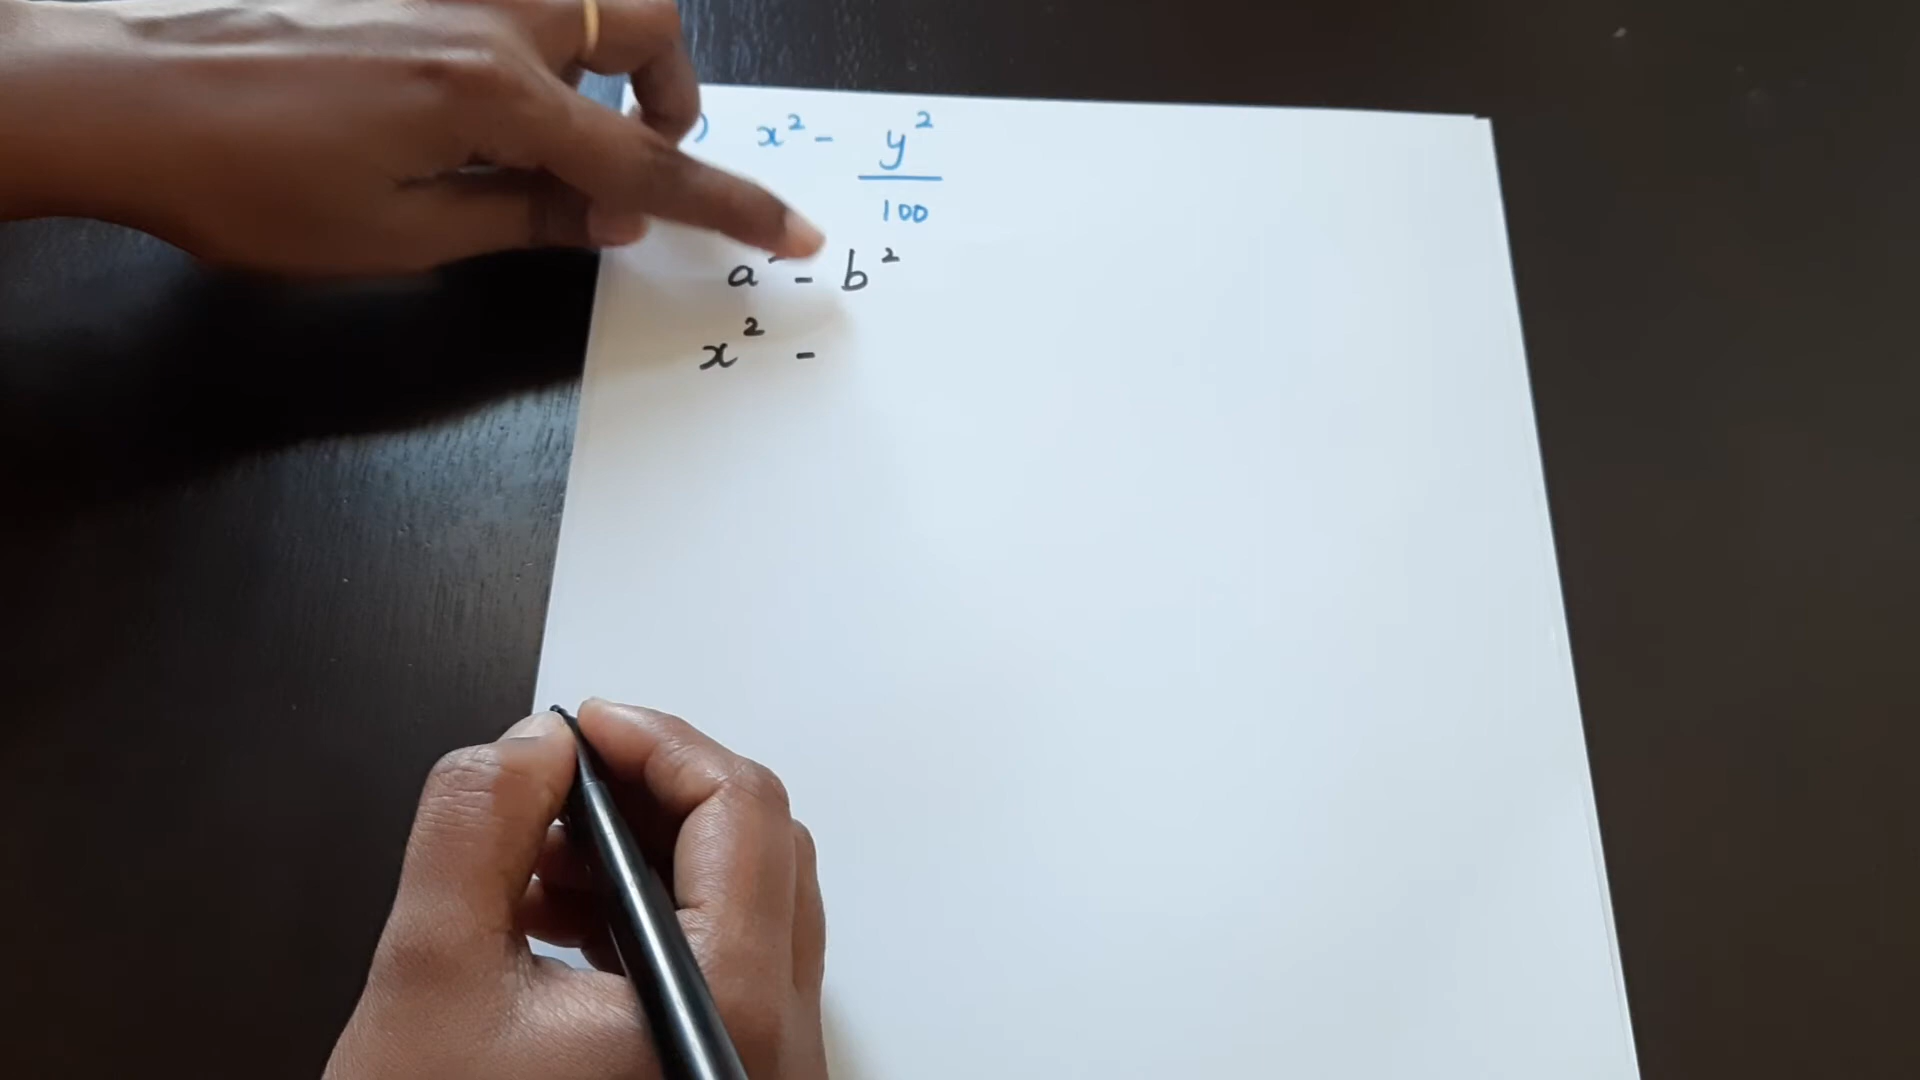 ) x² - y²/100
a² - b²
x² -